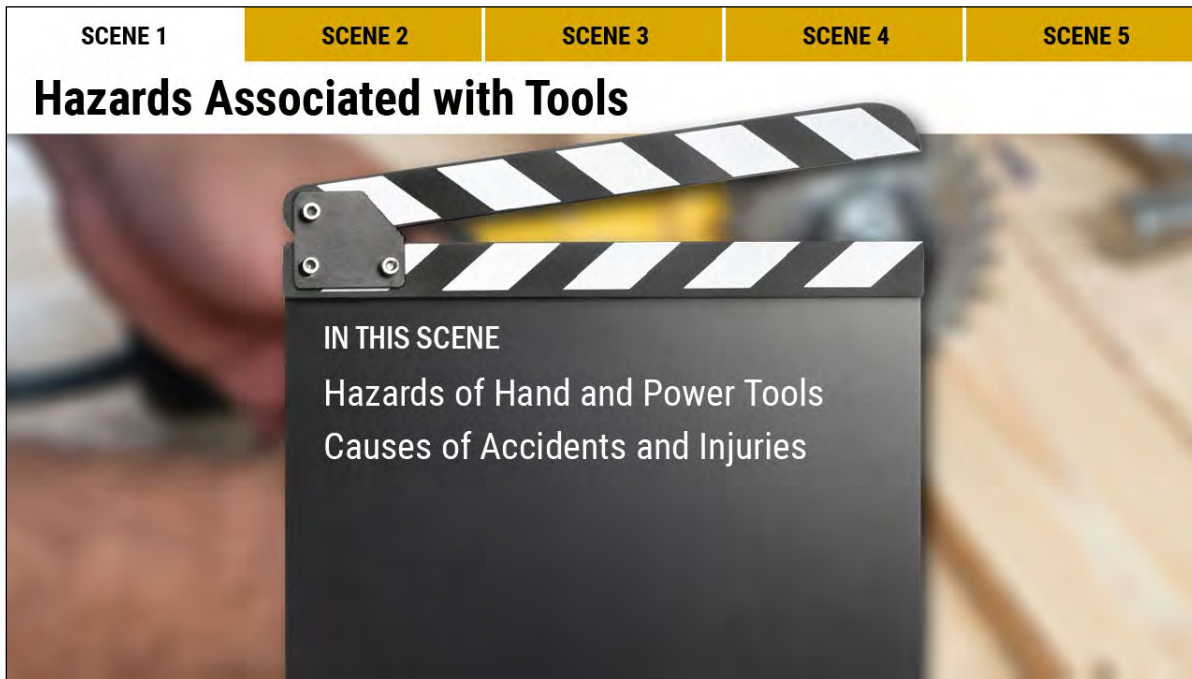 SCENE 1 SCENE 2 SCENE 3 SCENE 4 SCENE 5
Hazards Associated with Tools
IN THIS SCENE
Hazards of Hand and Power Tools
Causes of Accidents and Injuries